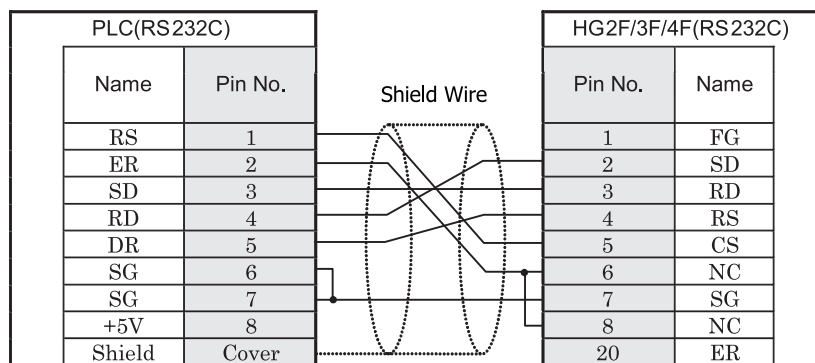 PLC(RS232C) HG2F/3F/4F(RS232C)
Name Pin No. Shield Wire Pin No. Name
RS 1 1 FG
ER 2 2 SD
SD 3 3 RD
RD 4 4 RS
DR 5 5 CS
SG 6 6 NC
SG 7 7 SG
+5V 8 8 NC
Shield Cover 20 ER